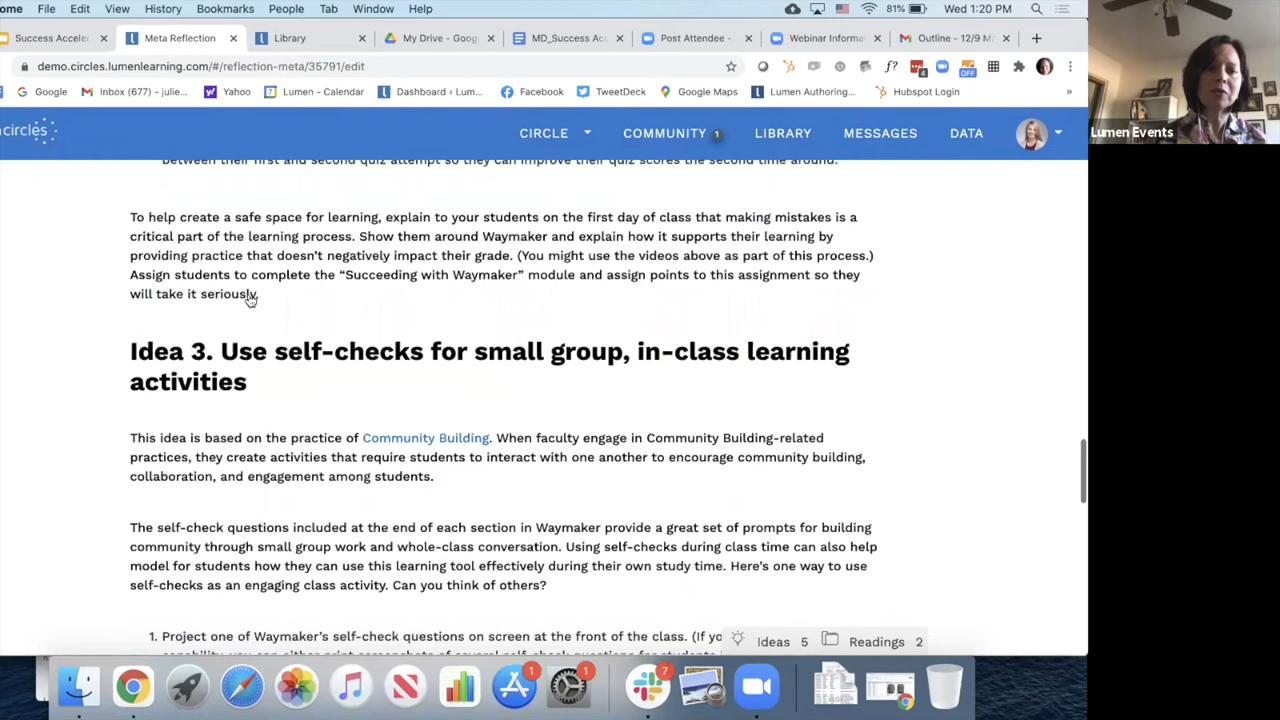 ome File Edit View History Bookmarks People Tab Window Help 81% Wed 1:20 PM
Success Acceler Meta Reflection Library My Drive - Goog MD_Success Ac Post Attendee - Webinar Informa Outline - 12/9 M
demo.circles.lumenlearning.com/#/reflection-meta/35791/edit
Google Inbox (677) - julie... Yahoo Lumen - Calendar Dashboard ‹ Lum... Facebook TweetDeck Google Maps Lumen Authoring... Hubspot Login »
circles CIRCLE COMMUNITY 1 LIBRARY MESSAGES DATA
Lumen Events
between their first and second quiz attempt so they can improve their quiz scores the second time around.
To help create a safe space for learning, explain to your students on the first day of class that making mistakes is a
critical part of the learning process. Show them around Waymaker and explain how it supports their learning by
providing practice that doesn't negatively impact their grade. (You might use the videos above as part of this process.)
Assign students to complete the “Succeeding with Waymaker” module and assign points to this assignment so they
will take it seriously.
Idea 3. Use self-checks for small group, in-class learning
activities
This idea is based on the practice of Community Building. When faculty engage in Community Building-related
practices, they create activities that require students to interact with one another to encourage community building,
collaboration, and engagement among students.
The self-check questions included at the end of each section in Waymaker provide a great set of prompts for building
community through small group work and whole-class conversation. Using self-checks during class time can also help
model for students how they can use this learning tool effectively during their own study time. Here's one way to use
self-checks as an engaging class activity. Can you think of others?
1. Project one of Waymaker's self-check questions on screen at the front of the class. (If yo
Ideas 5 Readings 2